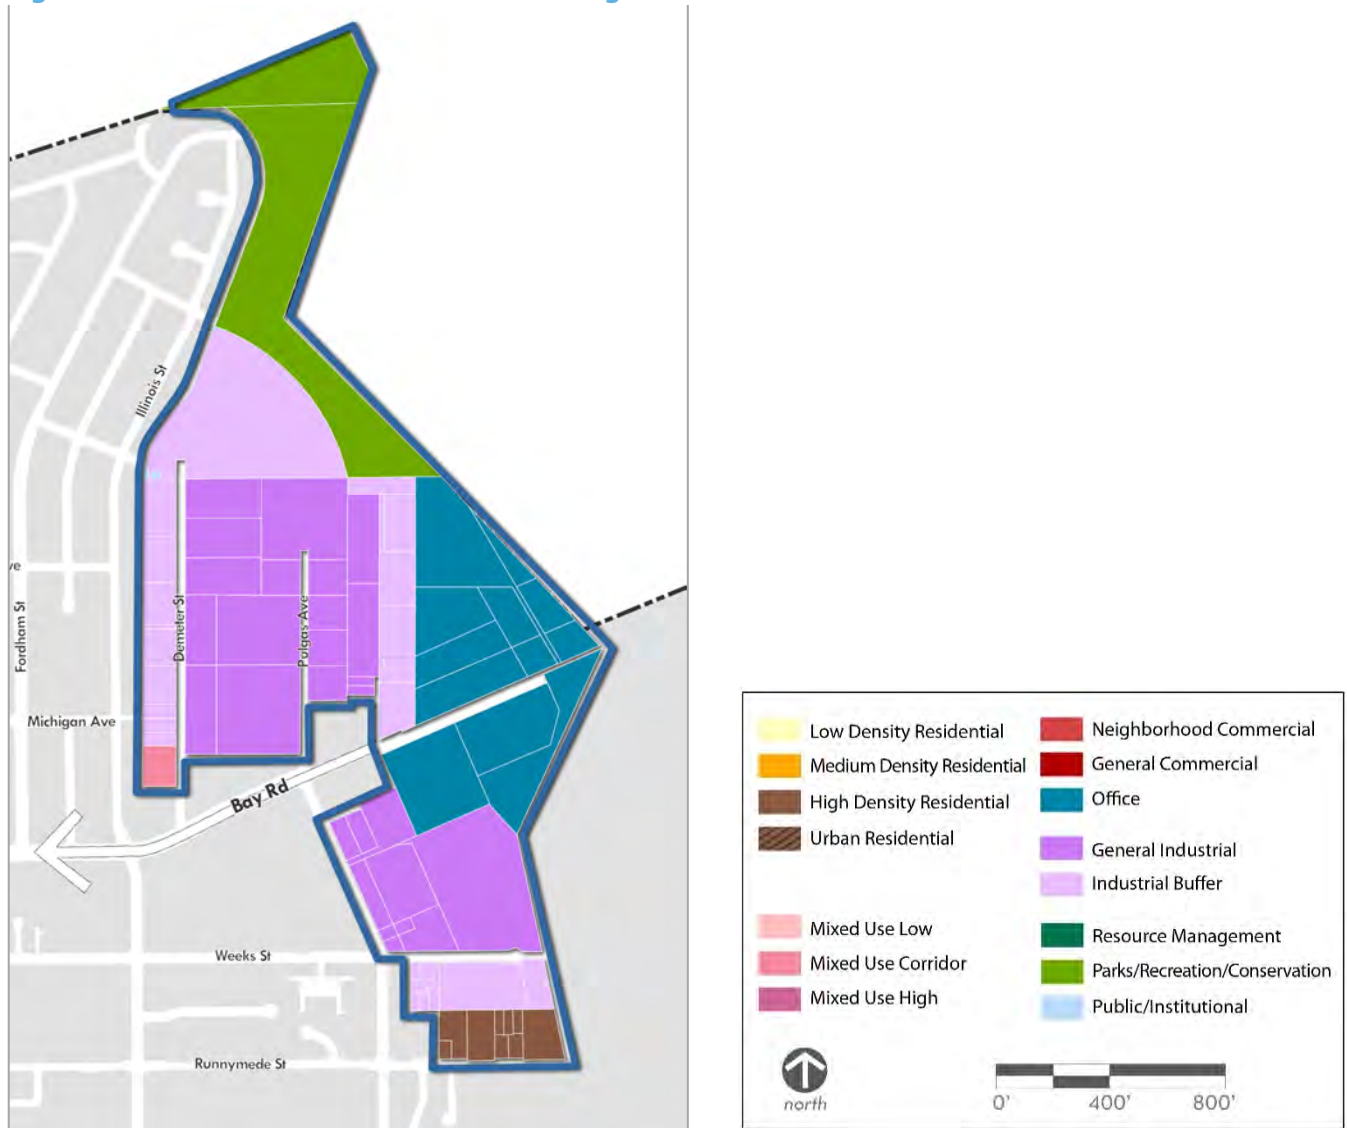 Illinois St
ve
Fordham St
Demeter St
Pulgas Ave
Michigan Ave
Bay Rd
Weeks St
Runnymede St
Low Density Residential
Medium Density Residential
High Density Residential
Urban Residential
Mixed Use Low
Mixed Use Corridor
Mixed Use High
Neighborhood Commercial
General Commercial
Office
General Industrial
Industrial Buffer
Resource Management
Parks/Recreation/Conservation
Public/Institutional
north
0' 400' 800'